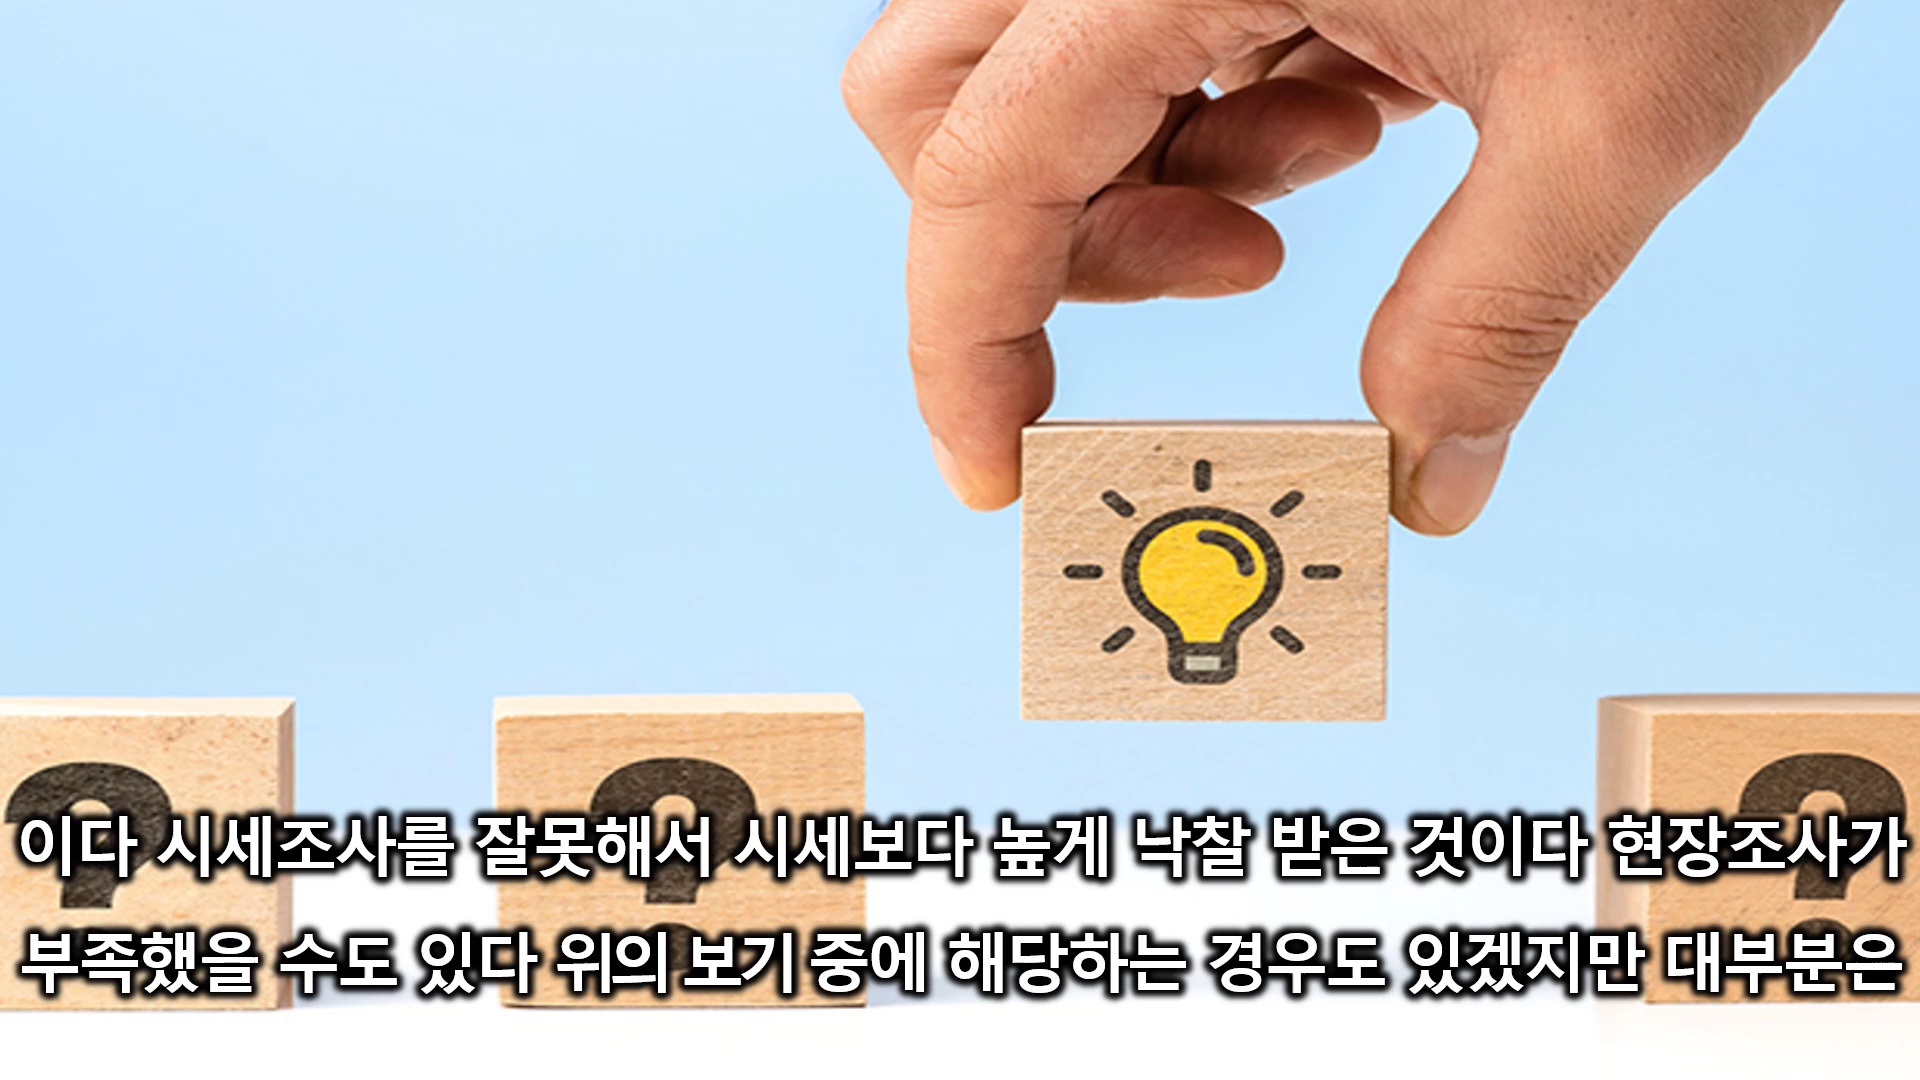 이다 시세조사를 잘못해서 시세보다 높게 낙찰 받은 것이다 현장조사가
부족했을 수도 있다 위의 보기 중에 해당하는 경우도 있겠지만 대부분은
? ? ?